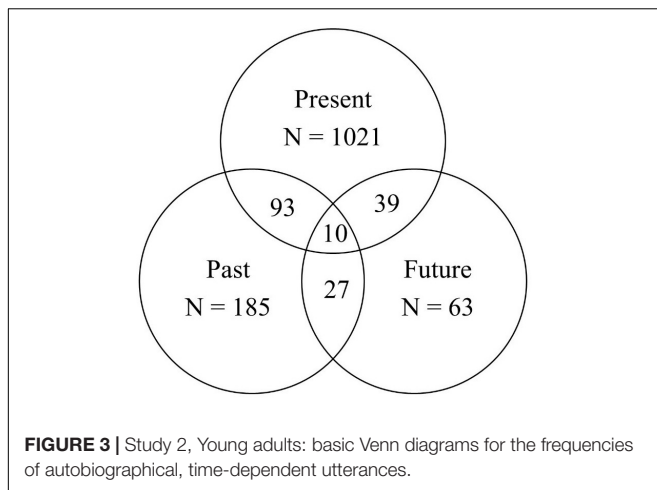 Present
N = 1021
93
39
10
Past
N = 185
27
Future
N = 63
FIGURE 3 | Study 2, Young adults: basic Venn diagrams for the frequencies
of autobiographical, time-dependent utterances.